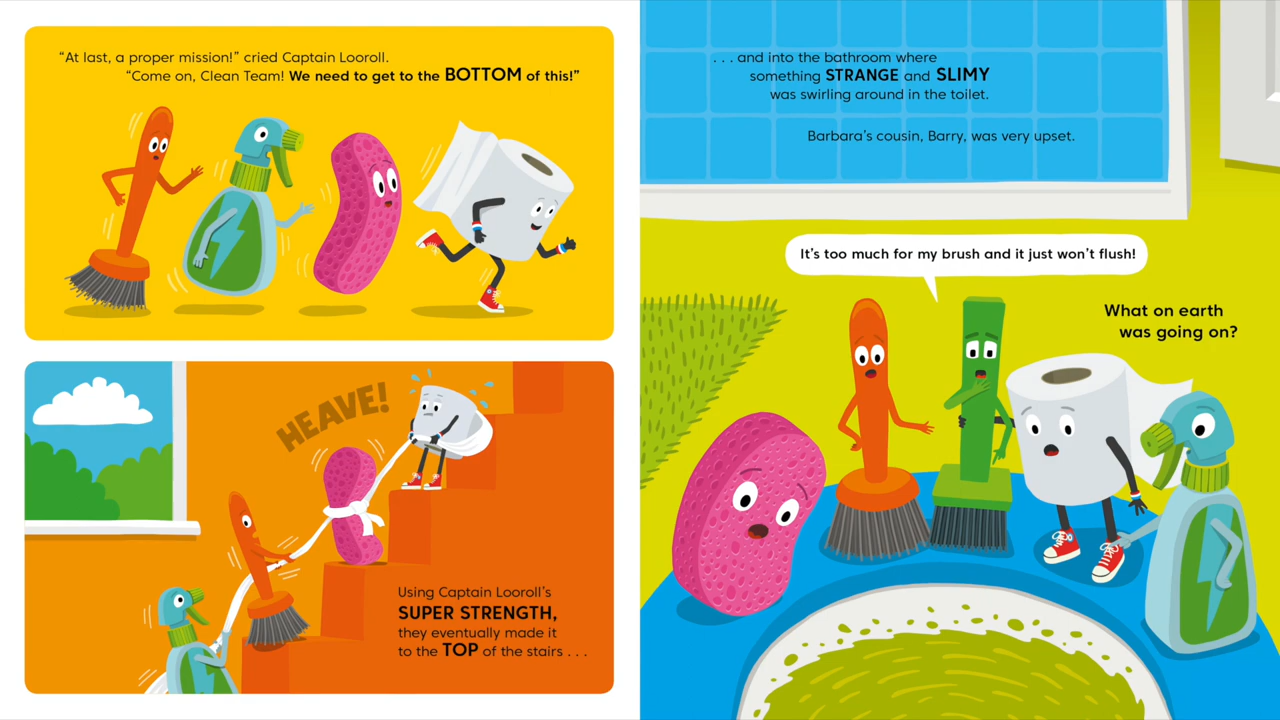 “At last, a proper mission!” cried Captain Looroll.
“Come on, Clean Team! We need to get to the BOTTOM of this!”
HEAVE!
Using Captain Looroll’s
SUPER STRENGTH,
they eventually made it
to the TOP of the stairs . . .
. . . and into the bathroom where
something STRANGE and SLIMY
was swirling around in the toilet.
Barbara’s cousin, Barry, was very upset.
It’s too much for my brush and it just won’t flush!
What on earth
was going on?